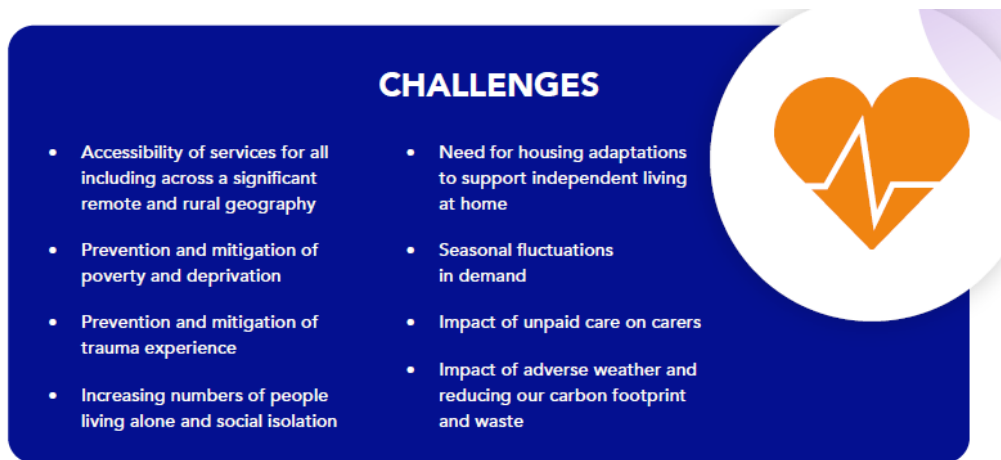 CHALLENGES
• Accessibility of services for all
including across a significant
remote and rural geography
• Prevention and mitigation of
poverty and deprivation
• Prevention and mitigation of
trauma experience
• Increasing numbers of people
living alone and social isolation
• Need for housing adaptations
to support independent living
at home
• Seasonal fluctuations
in demand
• Impact of unpaid care on carers
• Impact of adverse weather and
reducing our carbon footprint
and waste